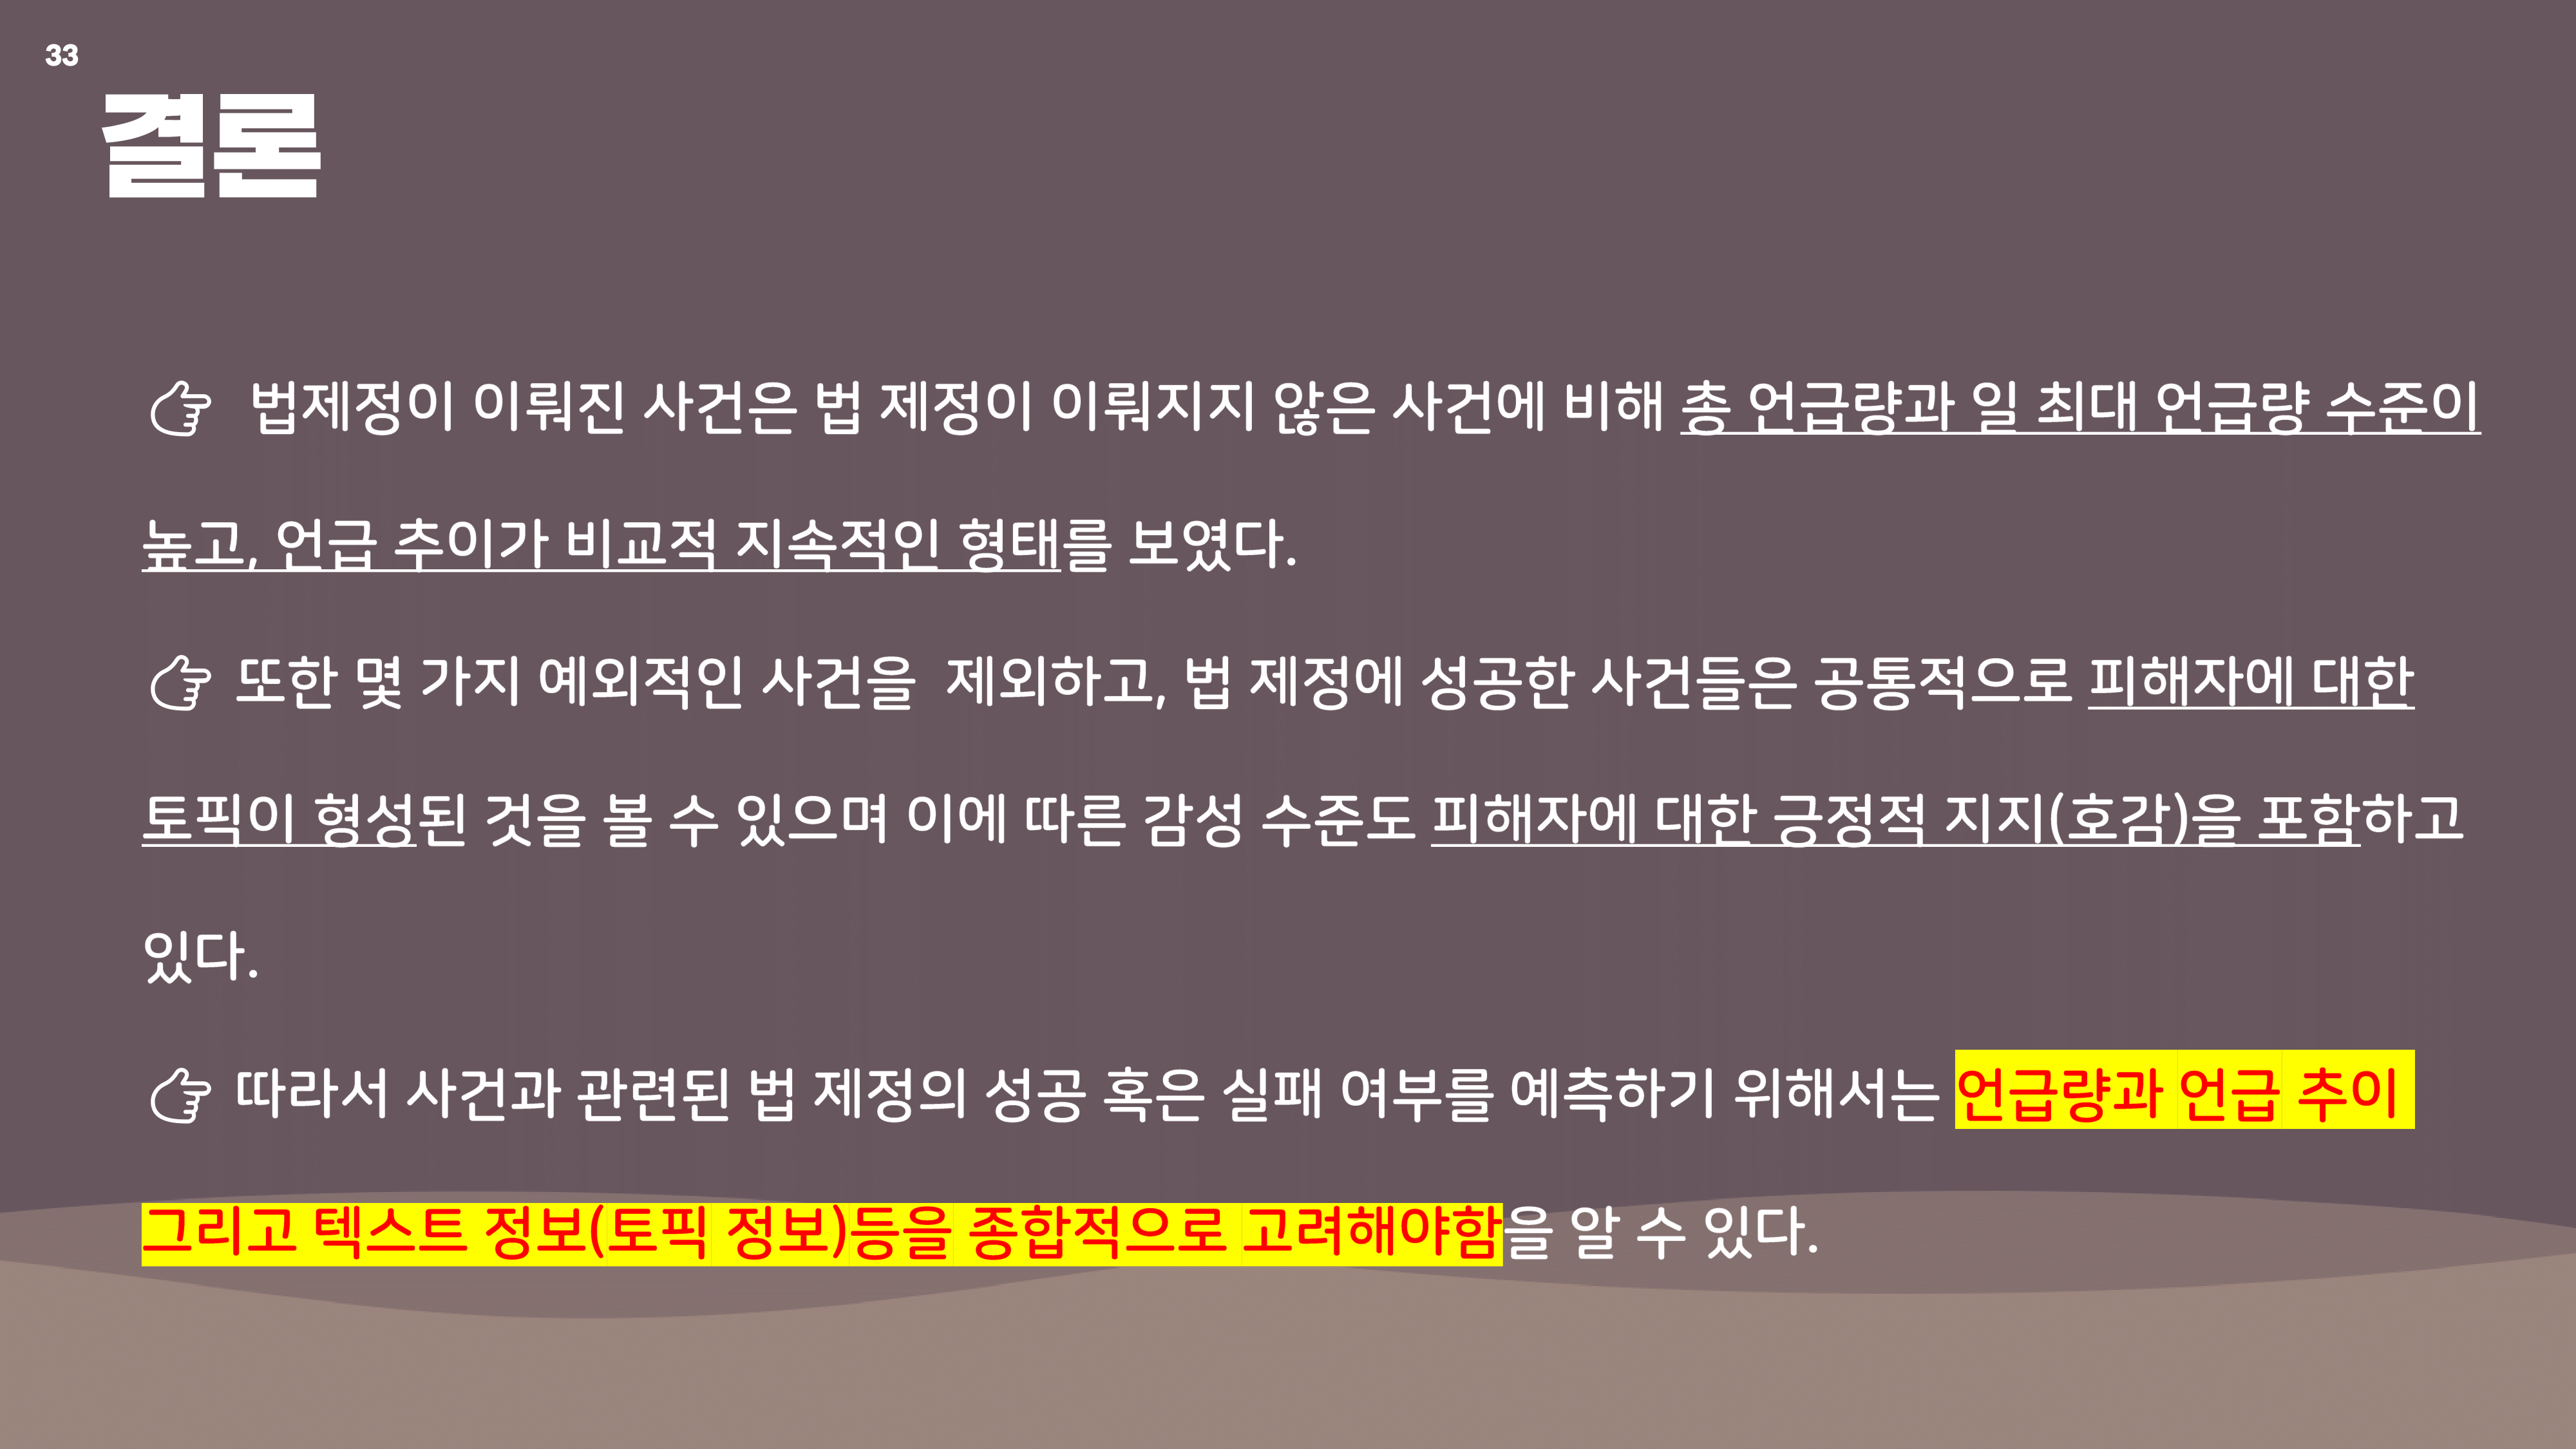 33
결론
☞ 법제정이 이뤄진 사건은 법 제정이 이뤄지지 않은 사건에 비해 총 언급량과 일 최대 언급량 수준이
높고, 언급 추이가 비교적 지속적인 형태를 보였다.
☞ 또한 몇 가지 예외적인 사건을 제외하고, 법 제정에 성공한 사건들은 공통적으로 피해자에 대한
토픽이 형성된 것을 볼 수 있으며 이에 따른 감성 수준도 피해자에 대한 긍정적 지지(호감)을 포함하고
있다.
☞ 따라서 사건과 관련된 법 제정의 성공 혹은 실패 여부를 예측하기 위해서는 언급량과 언급 추이
그리고 텍스트 정보(토픽 정보)등을 종합적으로 고려해야함을 알 수 있다.